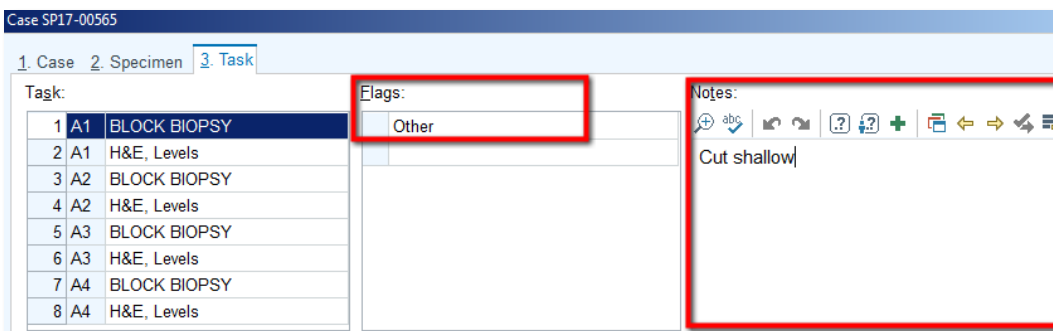 Case SP17-00565
1. Case 2. Specimen 3. Task
Task:
1 A1 BLOCK BIOPSY
2 A1 H&E, Levels
3 A2 BLOCK BIOPSY
4 A2 H&E, Levels
5 A3 BLOCK BIOPSY
6 A3 H&E, Levels
7 A4 BLOCK BIOPSY
8 A4 H&E, Levels
Flags:
Other
Notes:
abc
Cut shallow